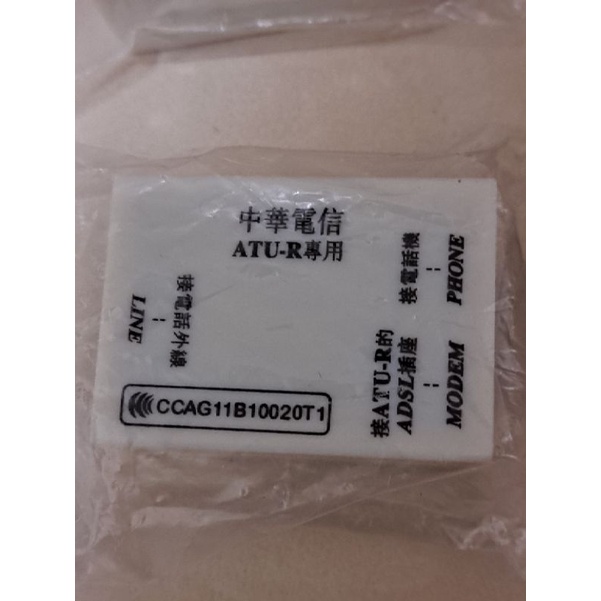 中華電信
ATU-R專用
接電話外線
LINE
接電話機
PHONE
接ATU-R的
ADSL插座
MODEM
CCAG11B10020T1